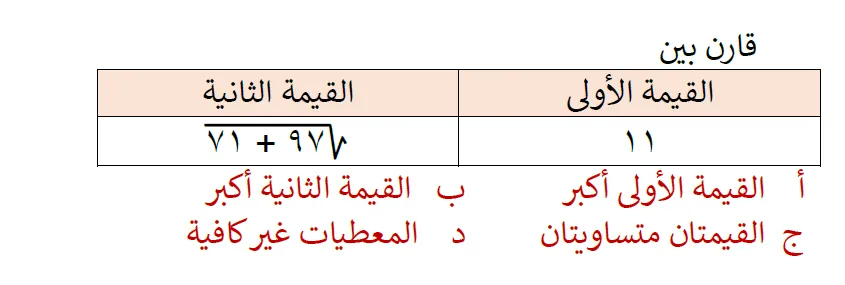 قارن بين
القيمة الأولى القيمة الثانية
١١ √٩٧ + ٧١
أ القيمة الأولى أكبر ب القيمة الثانية أكبر
ج القيمتان متساويتان د المعطيات غير كافية